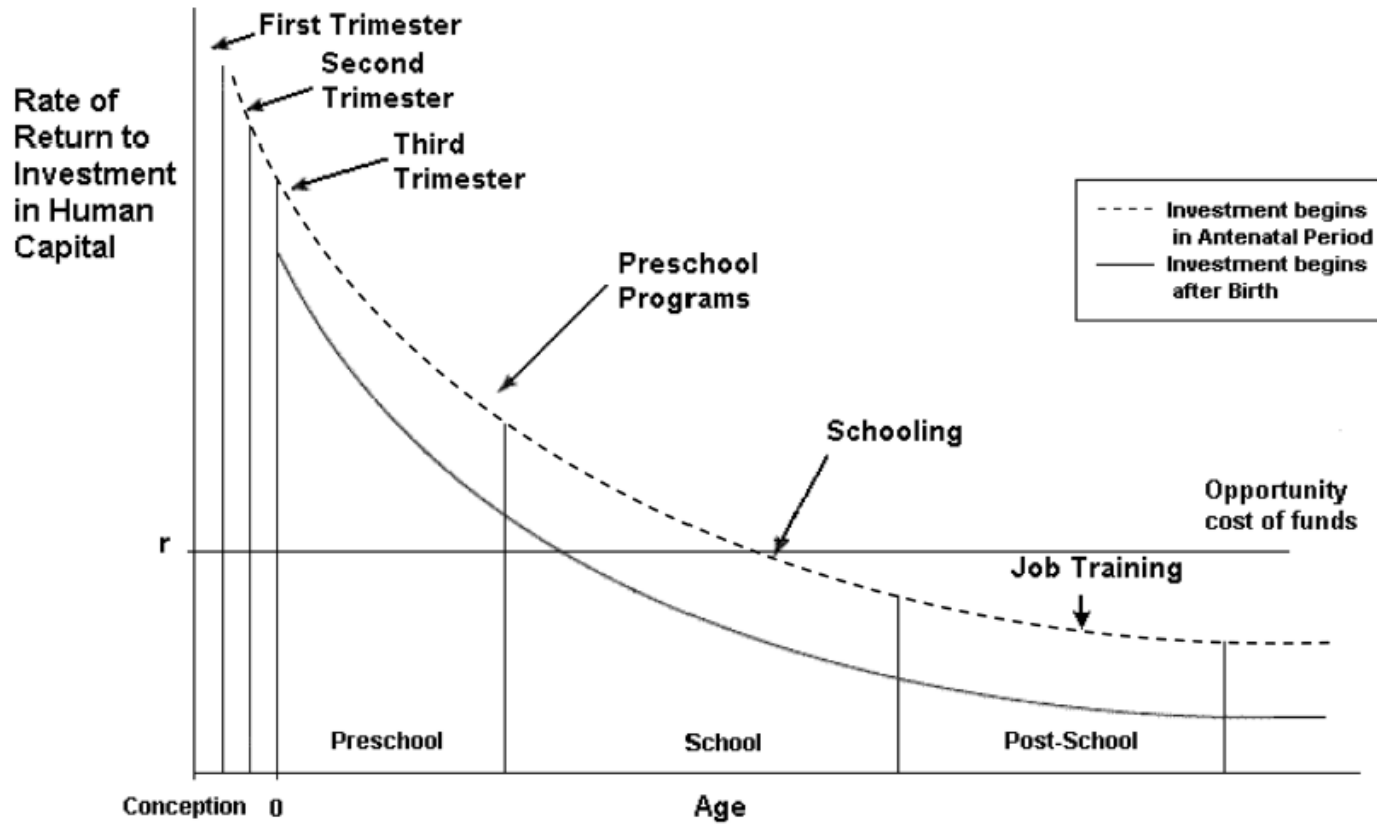 First Trimester
Second
Trimester
Rate of
Return to
Investment
in Human
Capital
Third
Trimester
Investment begins
in Antenatal Period
Investment begins
after Birth
Preschool
Programs
Schooling
Opportunity
cost of funds
r
Job Training
Preschool
School
Post-School
Conception
0
Age